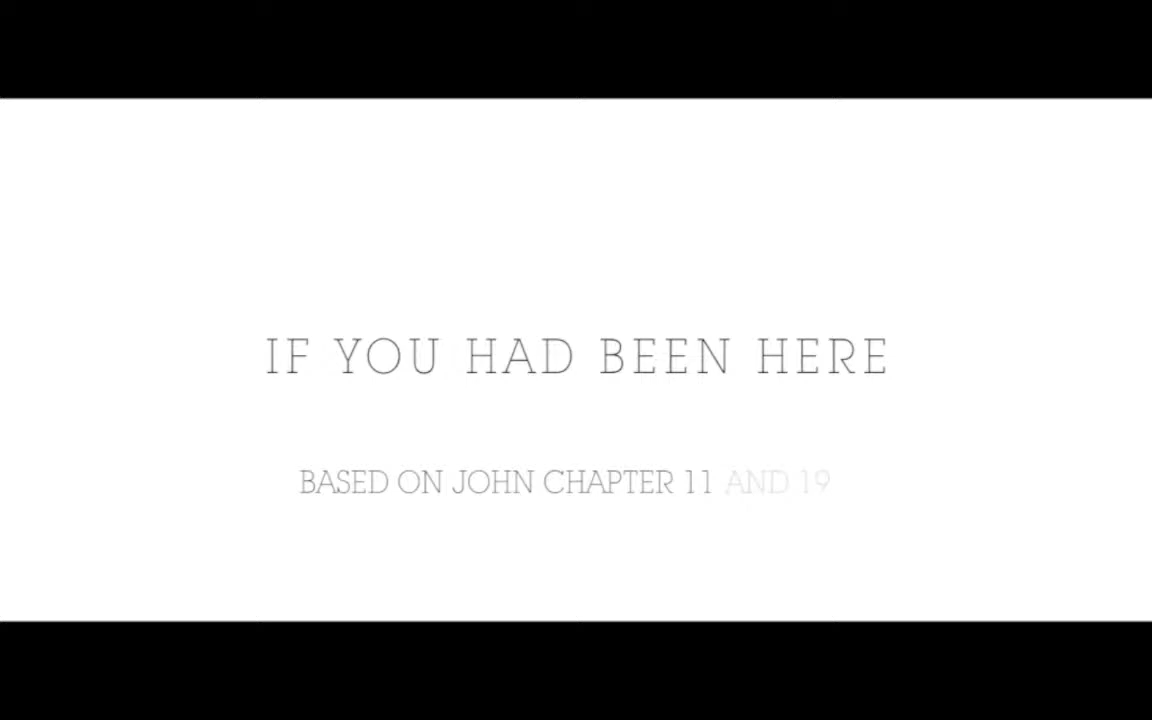 IF YOU HAD BEEN HERE
BASED ON JOHN CHAPTER 11 AND 19